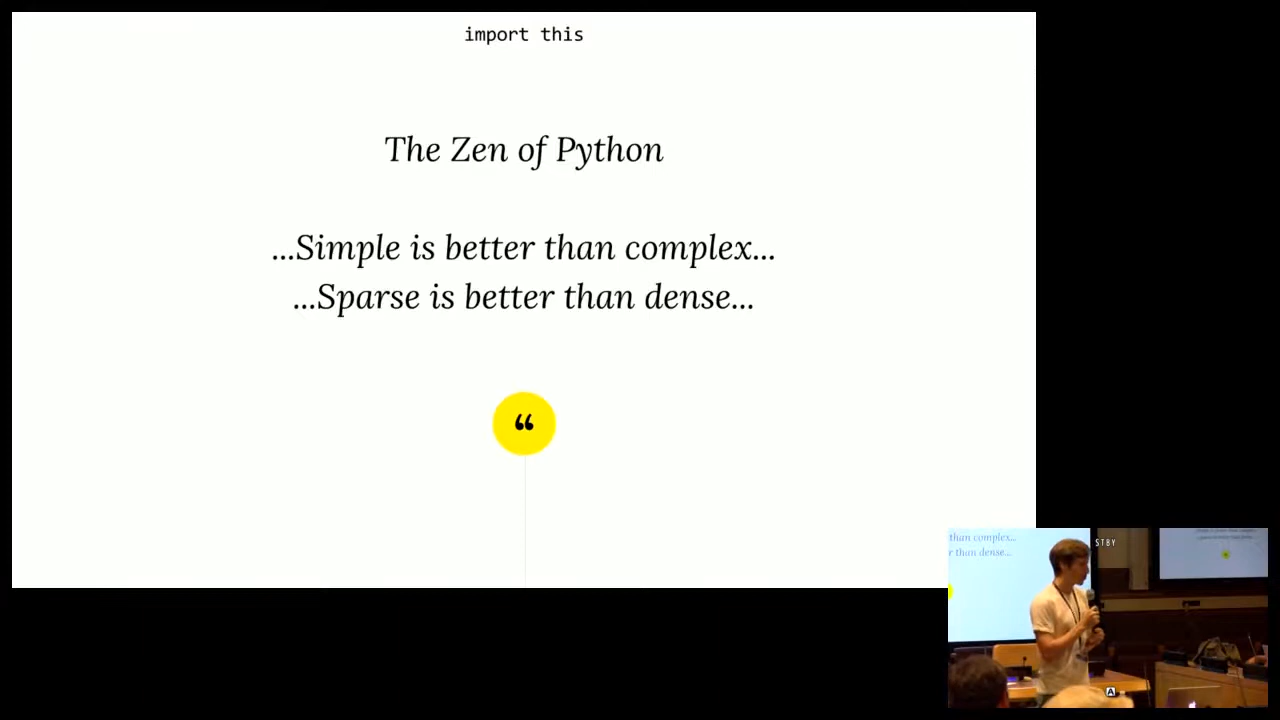 import this
The Zen of Python
...Simple is better than complex...
...Sparse is better than dense...
“
than complex...
r than dense...
STBY
A